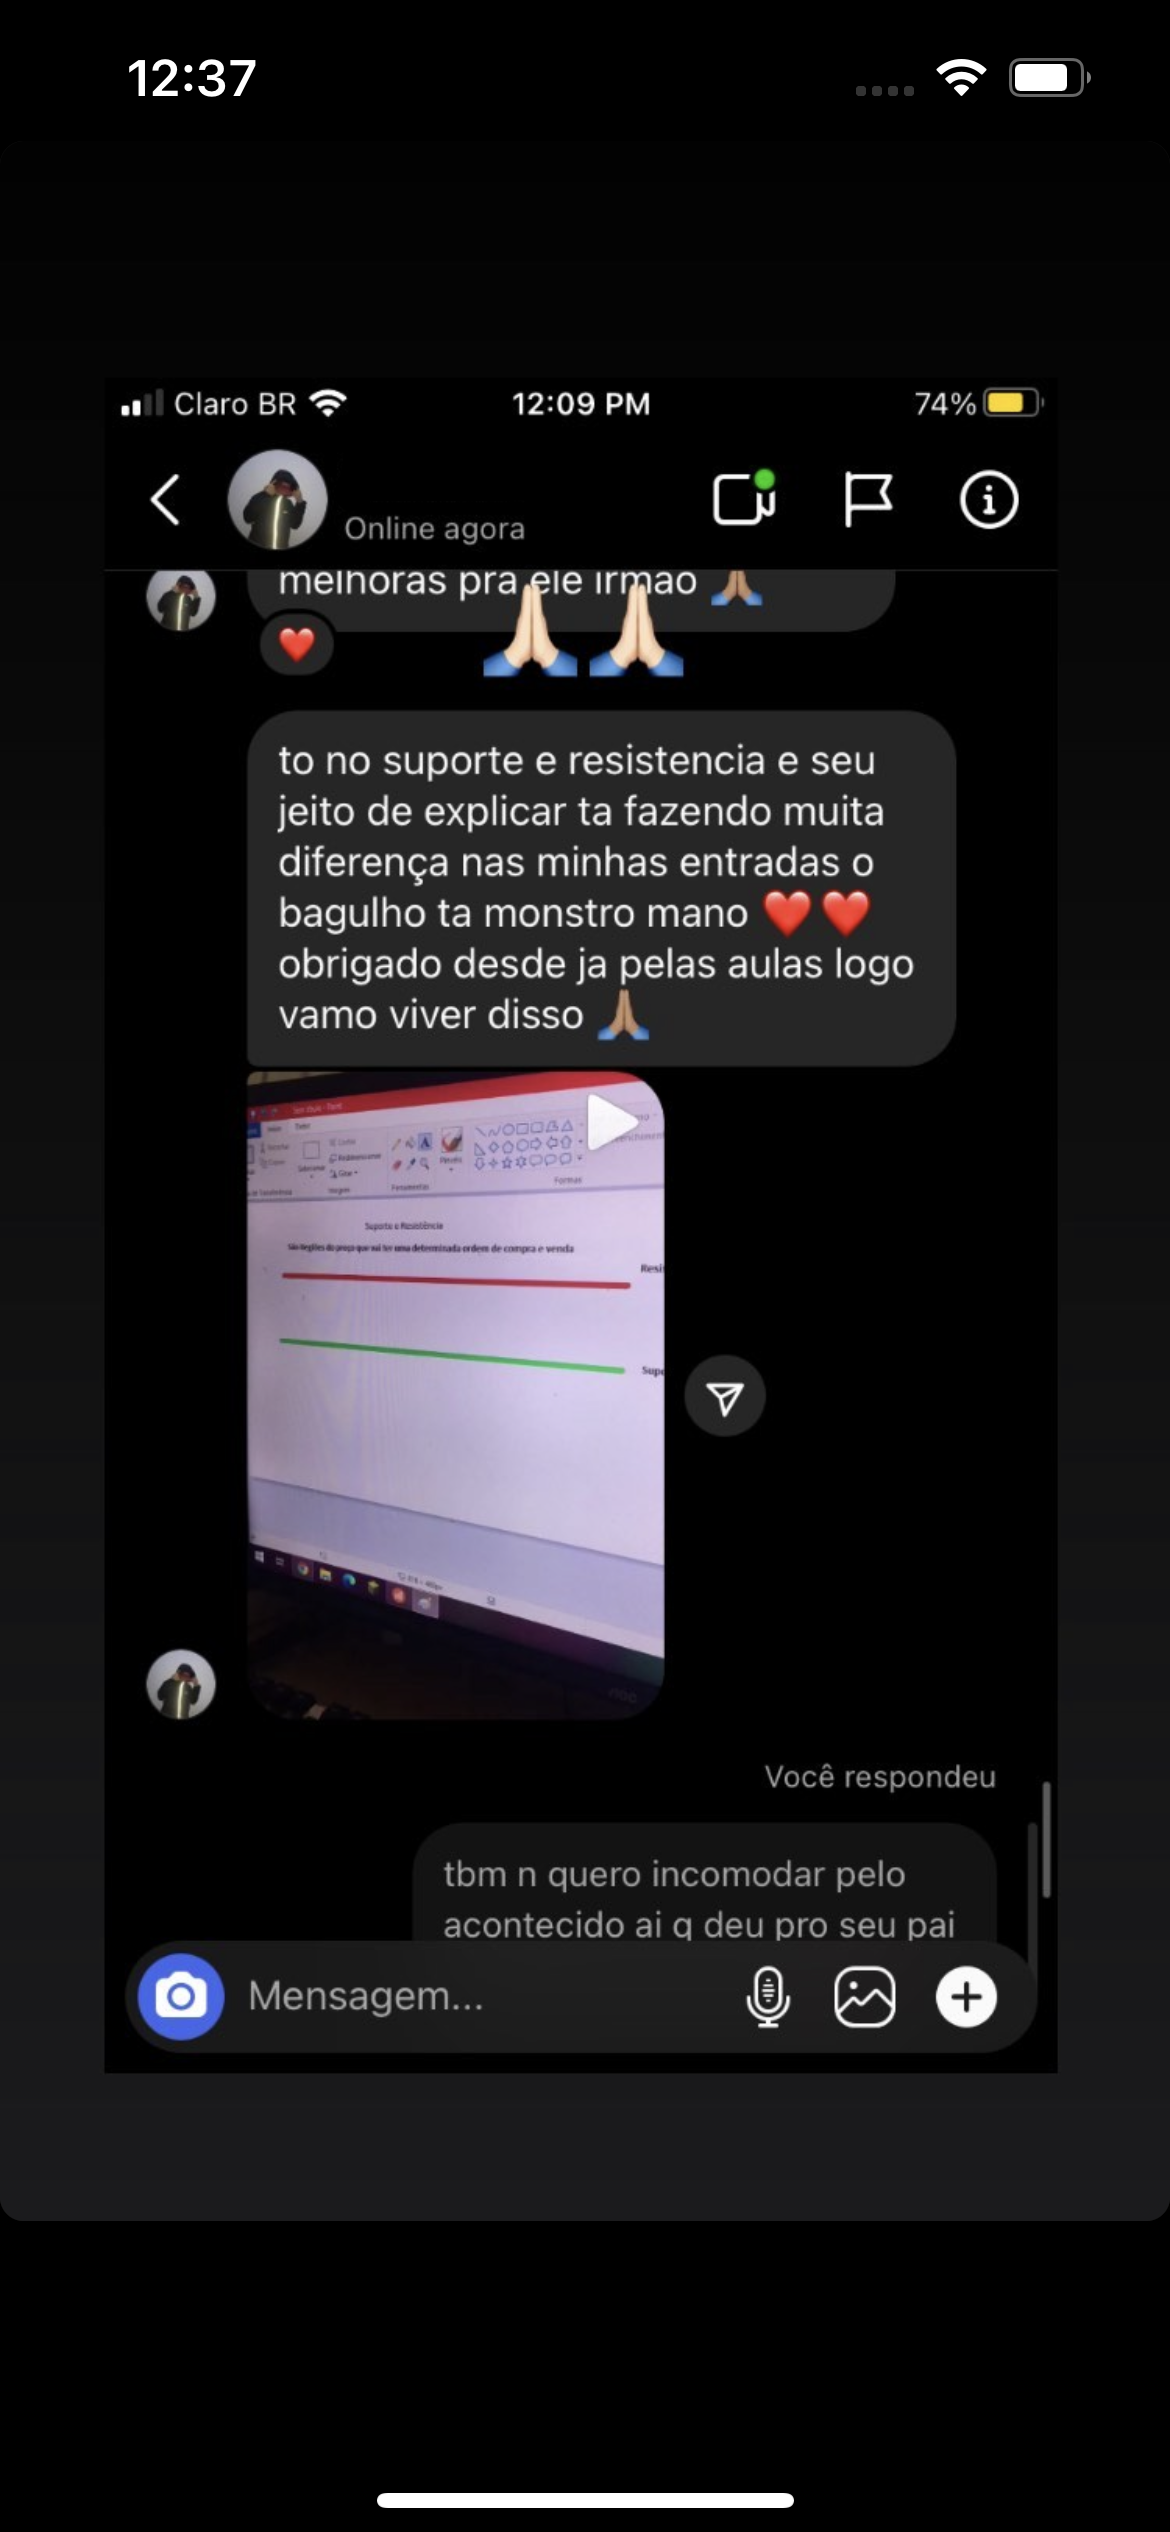 12:37
Claro BR
12:09 PM
74%
Online agora
melhoras pra ele irmao 🙏🏽
❤️
🙏🏻🙏🏻
to no suporte e resistencia e seu
jeito de explicar ta fazendo muita
diferença nas minhas entradas o
bagulho ta monstro mano ❤️❤️
obrigado desde ja pelas aulas logo
vamo viver disso 🙏🏽
Formas
Suporte e Resistência
São Regiões do preço que vai ter uma determinada ordem de compra e venda
Você respondeu
tbm n quero incomodar pelo
acontecido ai q deu pro seu pai
Mensagem...